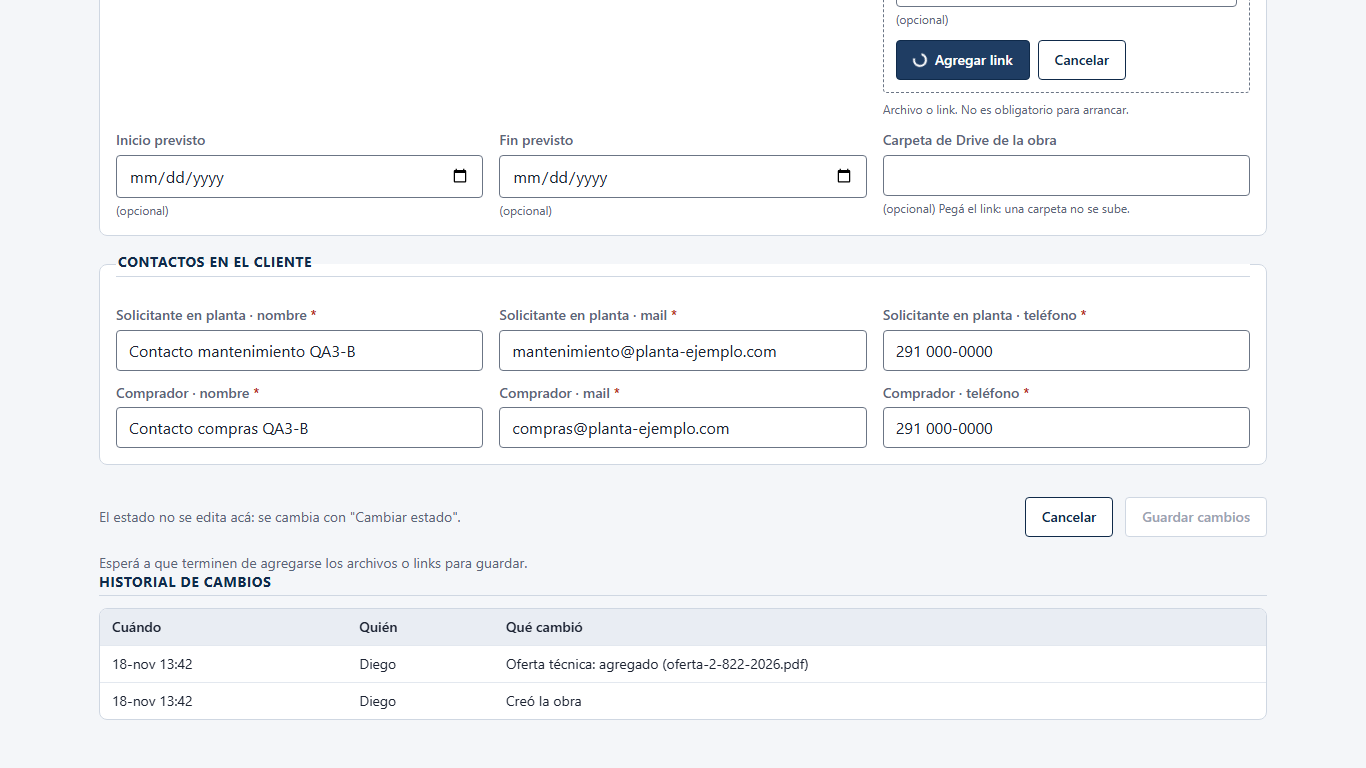 (opcional)
Agregar link
Cancelar
Archivo o link. No es obligatorio para arrancar.
Inicio previsto
Fin previsto
Carpeta de Drive de la obra
mm/dd/yyyy
mm/dd/yyyy
(opcional)
(opcional)
(opcional) Pegá el link: una carpeta no se sube.
CONTACTOS EN EL CLIENTE
Solicitante en planta · nombre *
Solicitante en planta · mail *
Solicitante en planta · teléfono *
Contacto mantenimiento QA3-B
mantenimiento@planta-ejemplo.com
291 000-0000
Comprador · nombre *
Comprador · mail *
Comprador · teléfono *
Contacto compras QA3-B
compras@planta-ejemplo.com
291 000-0000
El estado no se edita acá: se cambia con "Cambiar estado".
Cancelar
Guardar cambios
Esperá a que terminen de agregarse los archivos o links para guardar.
HISTORIAL DE CAMBIOS
Cuándo Quién Qué cambió
18-nov 13:42 Diego Oferta técnica: agregado (oferta-2-822-2026.pdf)
18-nov 13:42 Diego Creó la obra